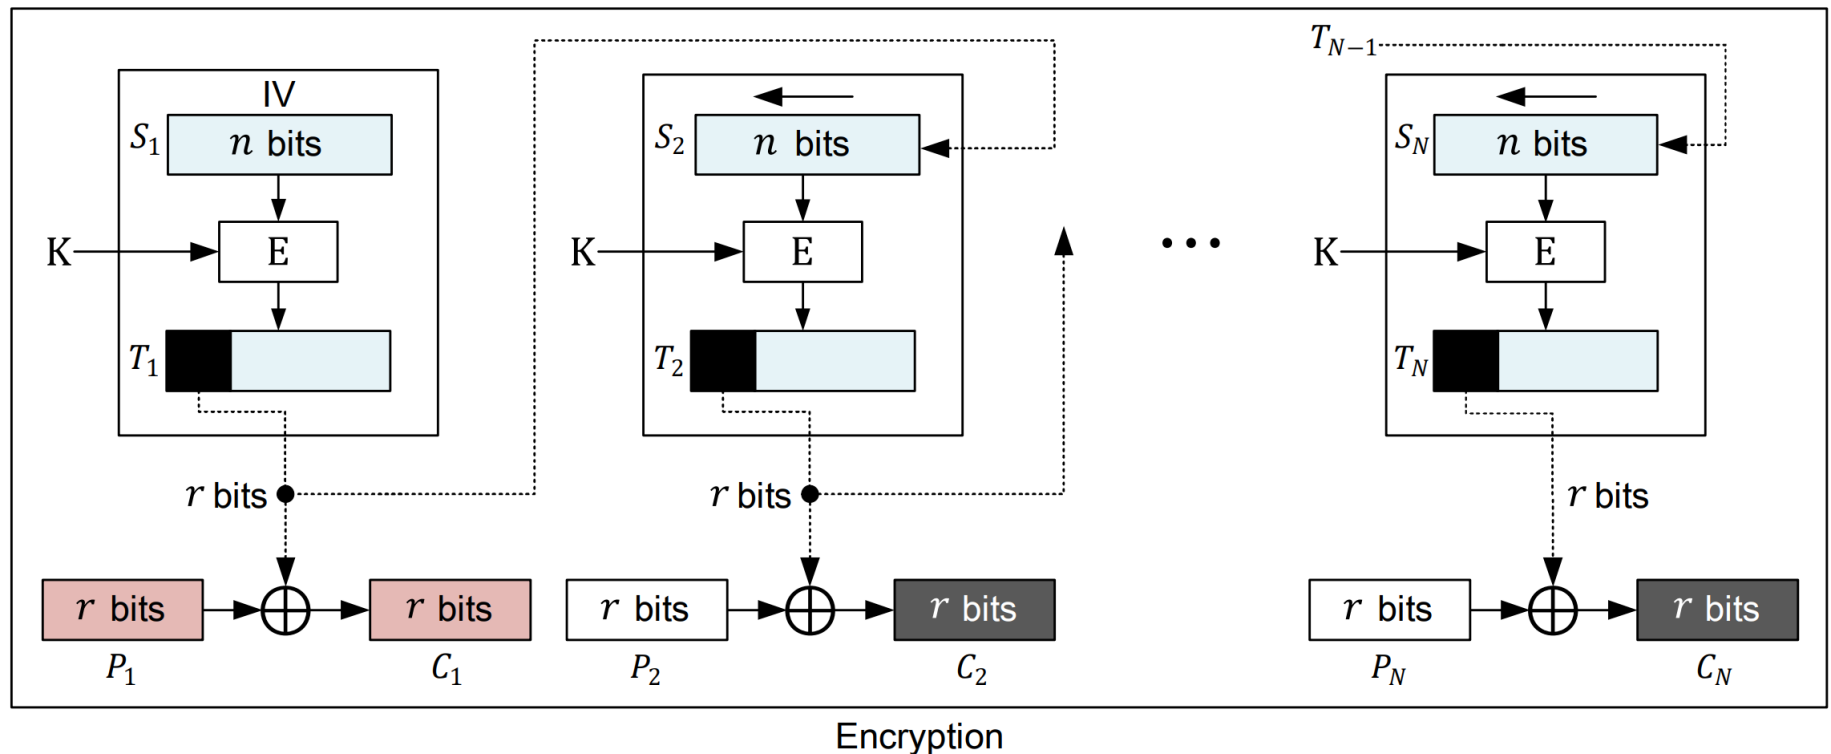 T_{N−1}
IV
S_1 n bits
S_2 n bits
S_N n bits
K E
K E
K E
...
T_1
T_2
T_N
r bits
r bits
r bits
r bits
r bits
r bits
r bits
r bits
r bits
P_1
C_1
P_2
C_2
P_N
C_N
Encryption